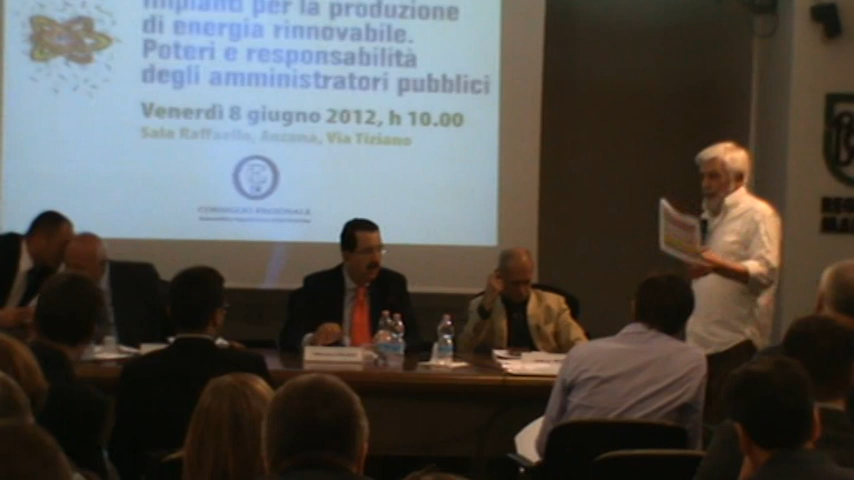 Impianti per la produzione
di energia rinnovabile.
Poteri e responsabilità
degli amministratori pubblici
Venerdì 8 giugno 2012, h 10.00
Sala Raffaello, Ancona, Via Tiziano
CONSIGLIO REGIONALE